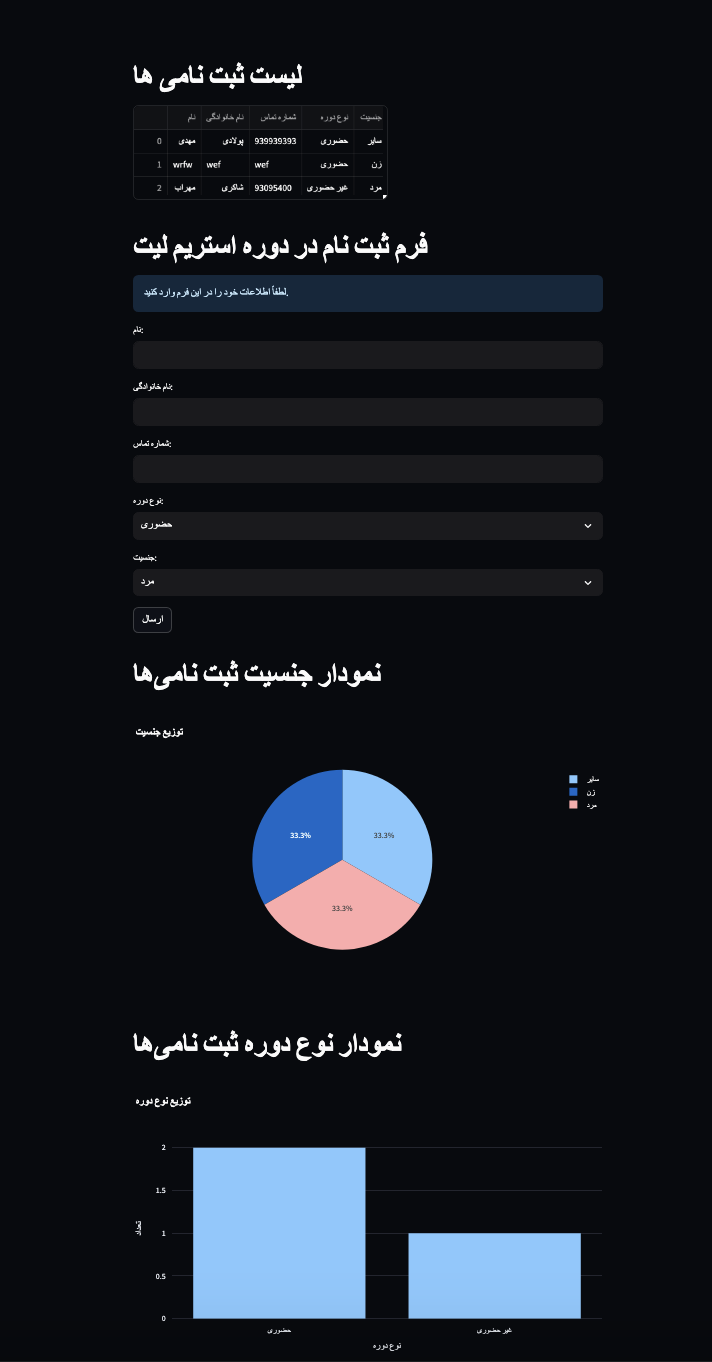 لیست ثبت نامی ها
نام نام خانوادگی شماره تماس نوع دوره جنسیت
0 مهدی پولادی 939939393 حضوری سایر
1 wrfw wef wef حضوری زن
2 مهراب شاکری 93095400 غیر حضوری مرد
فرم ثبت نام در دوره استریم لیت
لطفاً اطلاعات خود را در این فرم وارد کنید.
نام:
نام خانوادگی:
شماره تماس:
نوع دوره:
حضوری
جنسیت:
مرد
ارسال
نمودار جنسیت ثبت نامی‌ها
توزیع جنسیت
سایر
زن
مرد
33.3%
33.3%
33.3%
نمودار نوع دوره ثبت نامی‌ها
توزیع نوع دوره
2
1.5
1
0.5
0
تعداد
حضوری
غیر حضوری
نوع دوره